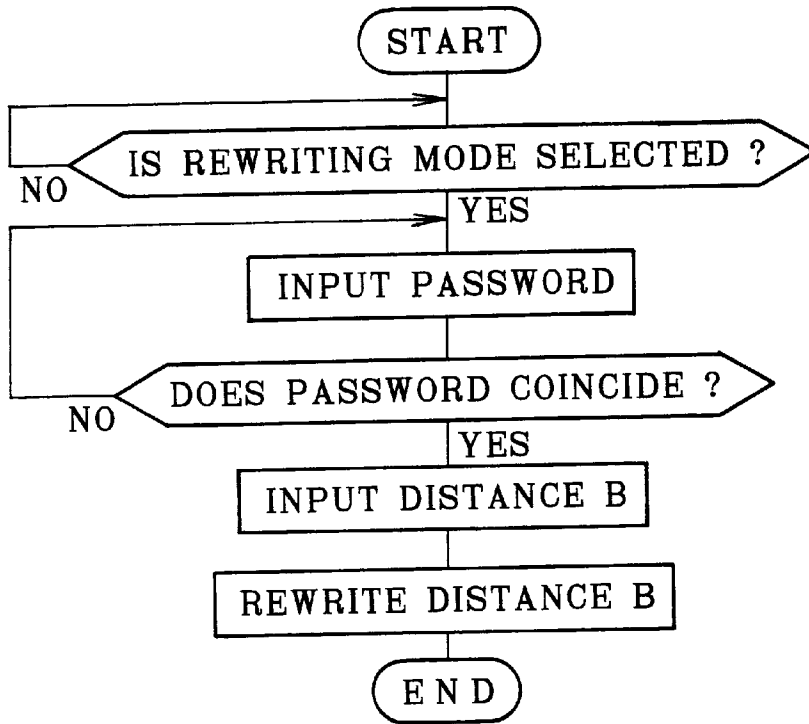 START
IS REWRITING MODE SELECTED ?
NO
YES
INPUT PASSWORD
DOES PASSWORD COINCIDE ?
NO
YES
INPUT DISTANCE B
REWRITE DISTANCE B
END